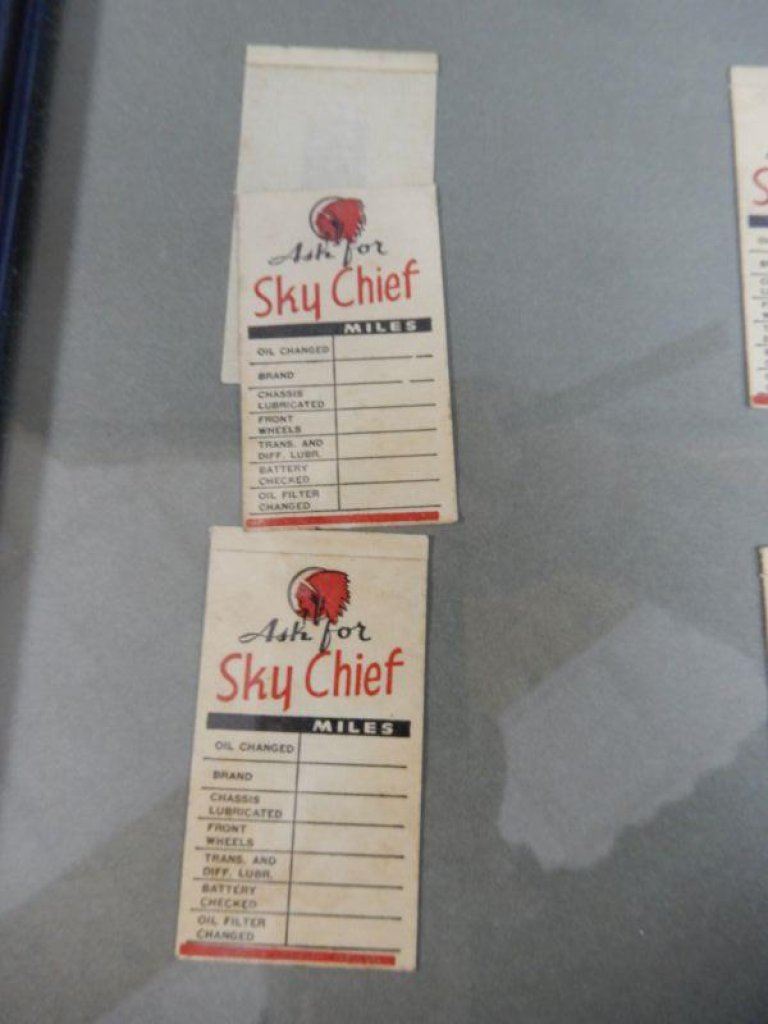 Ask for
Sky Chief
MILES
OIL CHANGED
BRAND
CHASSIS
LUBRICATED
FRONT
WHEELS
TRANS. AND
DIFF. LUBR.
BATTERY
CHECKED
OIL FILTER
CHANGED
Ask for
Sky Chief
MILES
OIL CHANGED
BRAND
CHASSIS
LUBRICATED
FRONT
WHEELS
TRANS. AND
DIFF. LUBR.
BATTERY
CHECKED
OIL FILTER
CHANGED